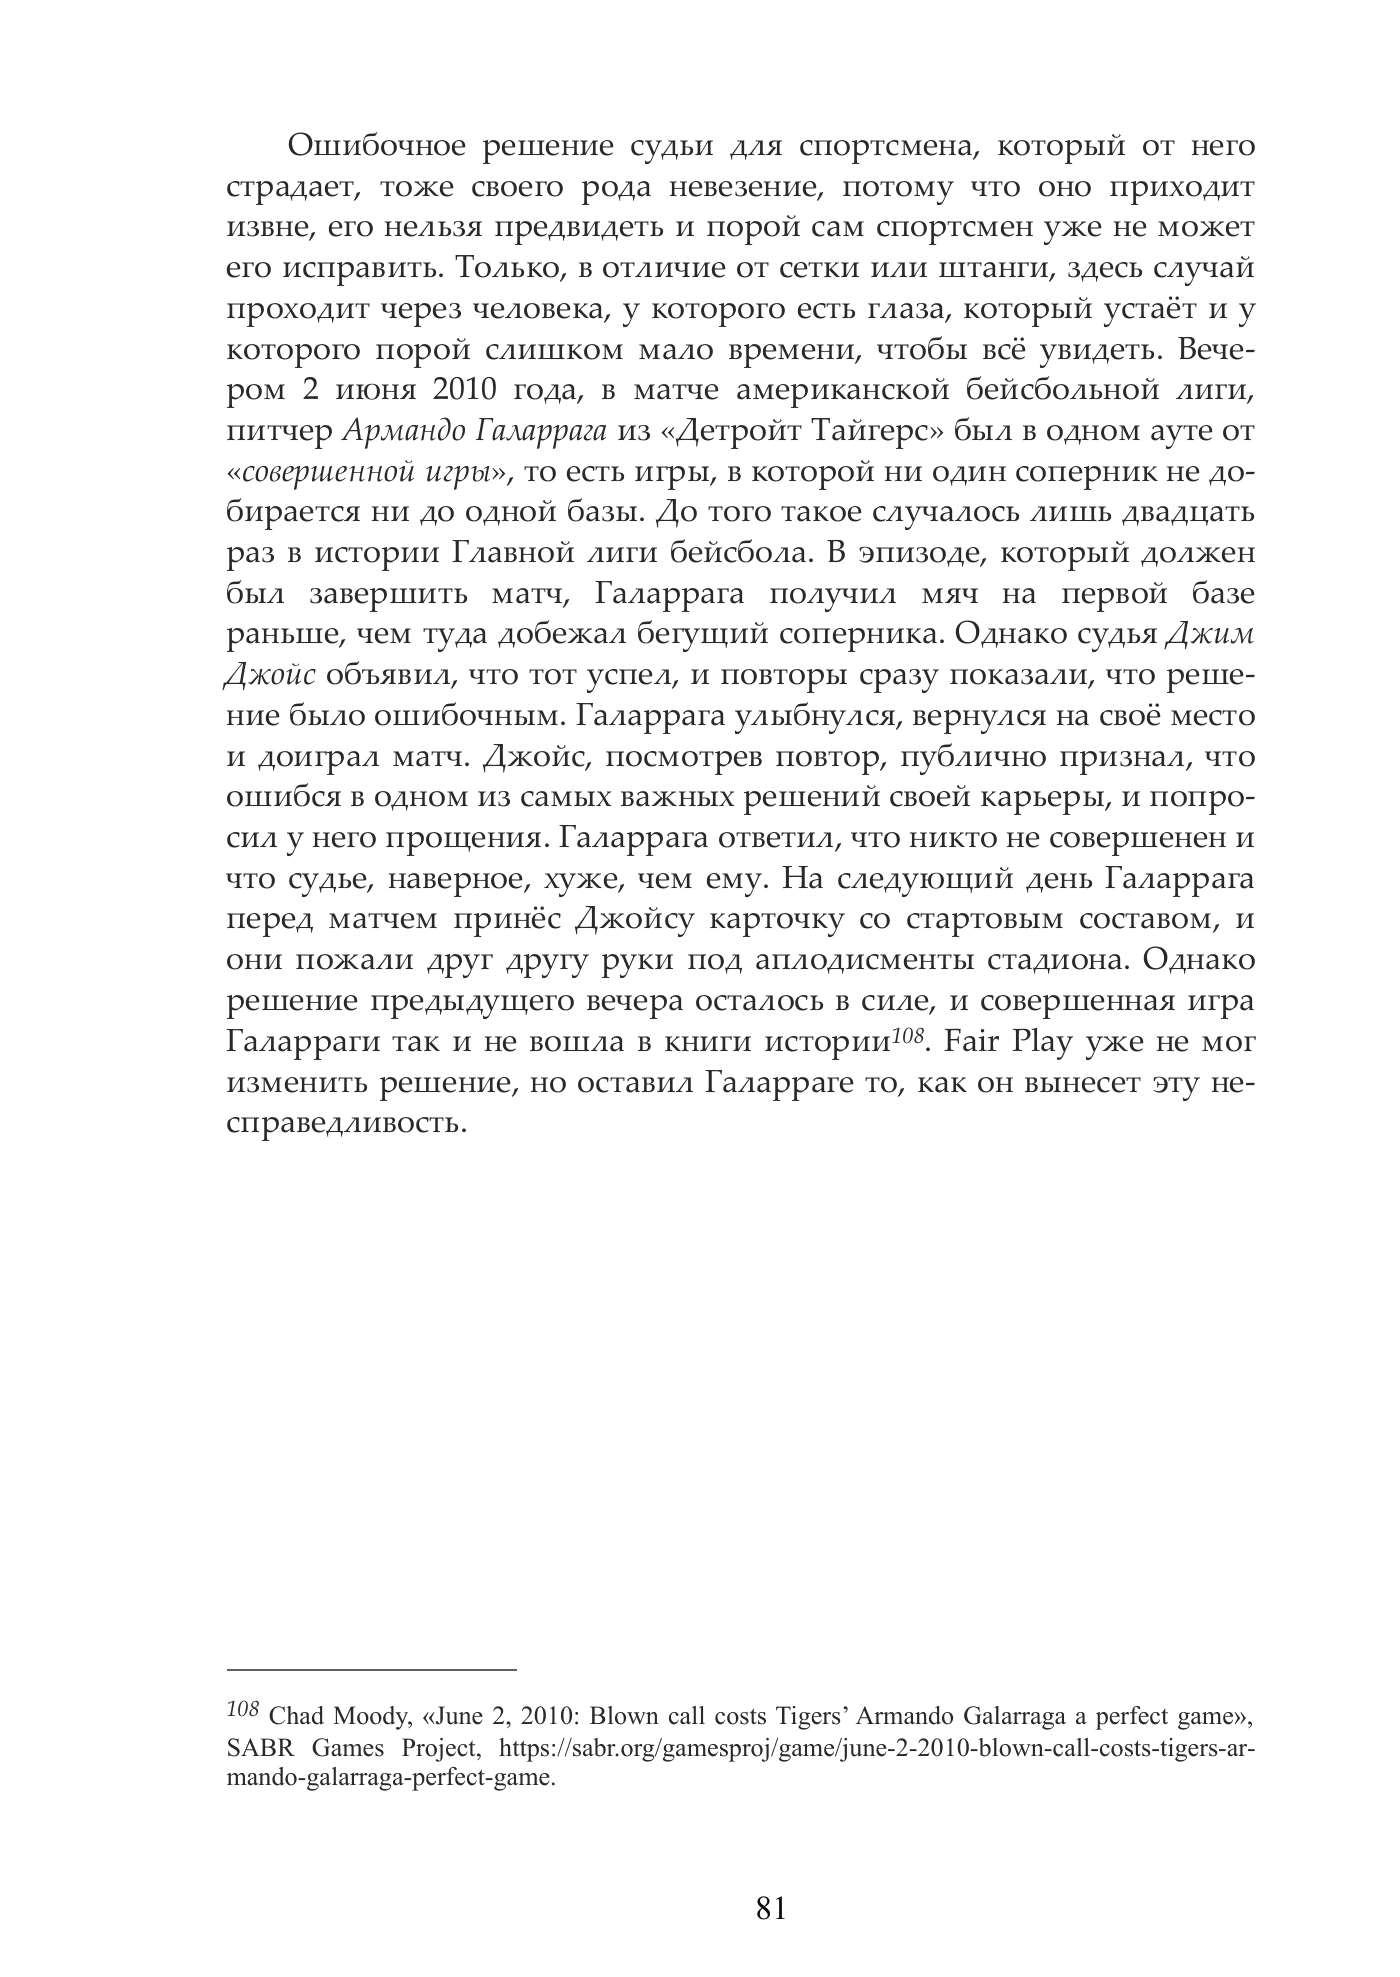 Ошибочное решение судьи для спортсмена, который от него
страдает, тоже своего рода невезение, потому что оно приходит
извне, его нельзя предвидеть и порой сам спортсмен уже не может
его исправить. Только, в отличие от сетки или штанги, здесь случай
проходит через человека, у которого есть глаза, который устаёт и у
которого порой слишком мало времени, чтобы всё увидеть. Вече-
ром 2 июня 2010 года, в матче американской бейсбольной лиги,
питчер Армандо Галаррага из «Детройт Тайгерс» был в одном ауте от
«совершенной игры», то есть игры, в которой ни один соперник не до-
бирается ни до одной базы. До того такое случалось лишь двадцать
раз в истории Главной лиги бейсбола. В эпизоде, который должен
был завершить матч, Галаррага получил мяч на первой базе
раньше, чем туда добежал бегущий соперника. Однако судья Джим
Джойс объявил, что тот успел, и повторы сразу показали, что реше-
ние было ошибочным. Галаррага улыбнулся, вернулся на своё место
и доиграл матч. Джойс, посмотрев повтор, публично признал, что
ошибся в одном из самых важных решений своей карьеры, и попро-
сил у него прощения. Галаррага ответил, что никто не совершенен и
что судье, наверное, хуже, чем ему. На следующий день Галаррага
перед матчем принёс Джойсу карточку со стартовым составом, и
они пожали друг другу руки под аплодисменты стадиона. Однако
решение предыдущего вечера осталось в силе, и совершенная игра
Галарраги так и не вошла в книги истории108. Fair Play уже не мог
изменить решение, но оставил Галарраге то, как он вынесет эту не-
справедливость.
108 Chad Moody, «June 2, 2010: Blown call costs Tigers’ Armando Galarraga a perfect game»,
SABR Games Project, https://sabr.org/gamesproj/game/june-2-2010-blown-call-costs-tigers-ar-
mando-galarraga-perfect-game.
81